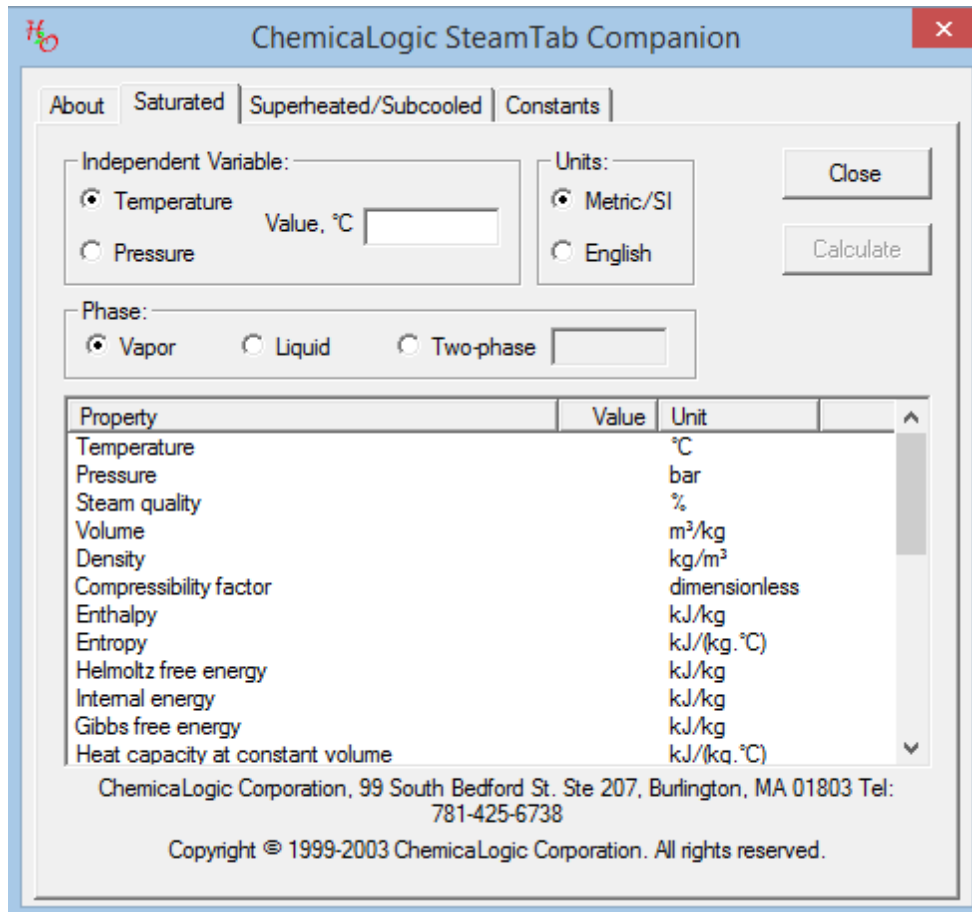 ChemicaLogic SteamTab Companion
About Saturated Superheated/Subcooled Constants
Independent Variable:
Temperature
Value, °C
Pressure
Units:
Metric/SI
English
Close
Calculate
Phase:
Vapor Liquid Two-phase
Property Value Unit
Temperature °C
Pressure bar
Steam quality %
Volume m³/kg
Density kg/m³
Compressibility factor dimensionless
Enthalpy kJ/kg
Entropy kJ/(kg.°C)
Helmoltz free energy kJ/kg
Internal energy kJ/kg
Gibbs free energy kJ/kg
Heat capacity at constant volume kJ/(kg.°C)
ChemicaLogic Corporation, 99 South Bedford St. Ste 207, Burlington, MA 01803 Tel:
781-425-6738
Copyright © 1999-2003 ChemicaLogic Corporation. All rights reserved.